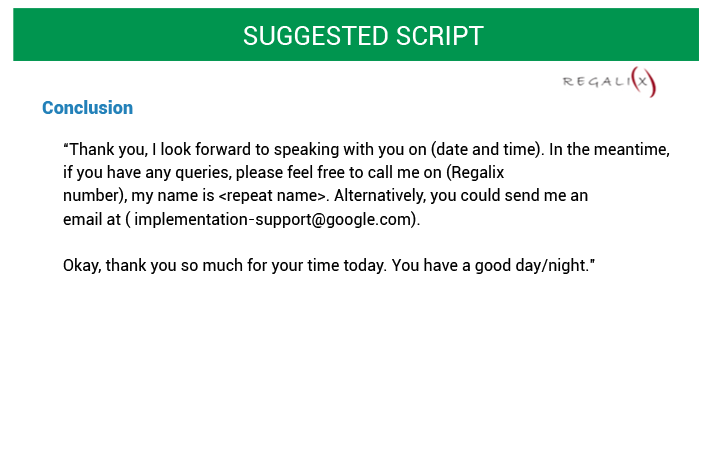 SUGGESTED SCRIPT
REGALIX
Conclusion
“Thank you, I look forward to speaking with you on (date and time). In the meantime,
if you have any queries, please feel free to call me on (Regalix
number), my name is <repeat name>. Alternatively, you could send me an
email at ( implementation-support@google.com).
Okay, thank you so much for your time today. You have a good day/night.”